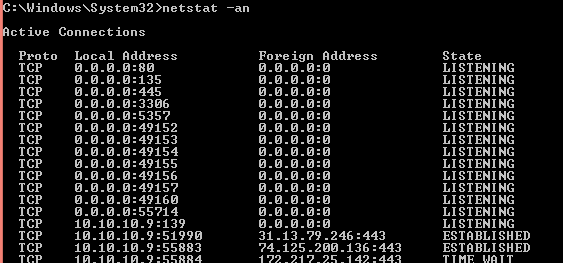 C:\Windows\System32>netstat -an
Active Connections
Proto Local Address Foreign Address State
TCP 0.0.0.0:80 0.0.0.0:0 LISTENING
TCP 0.0.0.0:135 0.0.0.0:0 LISTENING
TCP 0.0.0.0:445 0.0.0.0:0 LISTENING
TCP 0.0.0.0:3306 0.0.0.0:0 LISTENING
TCP 0.0.0.0:5357 0.0.0.0:0 LISTENING
TCP 0.0.0.0:49152 0.0.0.0:0 LISTENING
TCP 0.0.0.0:49153 0.0.0.0:0 LISTENING
TCP 0.0.0.0:49154 0.0.0.0:0 LISTENING
TCP 0.0.0.0:49155 0.0.0.0:0 LISTENING
TCP 0.0.0.0:49156 0.0.0.0:0 LISTENING
TCP 0.0.0.0:49157 0.0.0.0:0 LISTENING
TCP 0.0.0.0:49160 0.0.0.0:0 LISTENING
TCP 0.0.0.0:55714 0.0.0.0:0 LISTENING
TCP 10.10.10.9:139 0.0.0.0:0 LISTENING
TCP 10.10.10.9:51990 31.13.79.246:443 ESTABLISHED
TCP 10.10.10.9:55883 74.125.200.136:443 ESTABLISHED
TCP 10.10.10.9:55884 172.217.25.142:443 TIME_WAIT